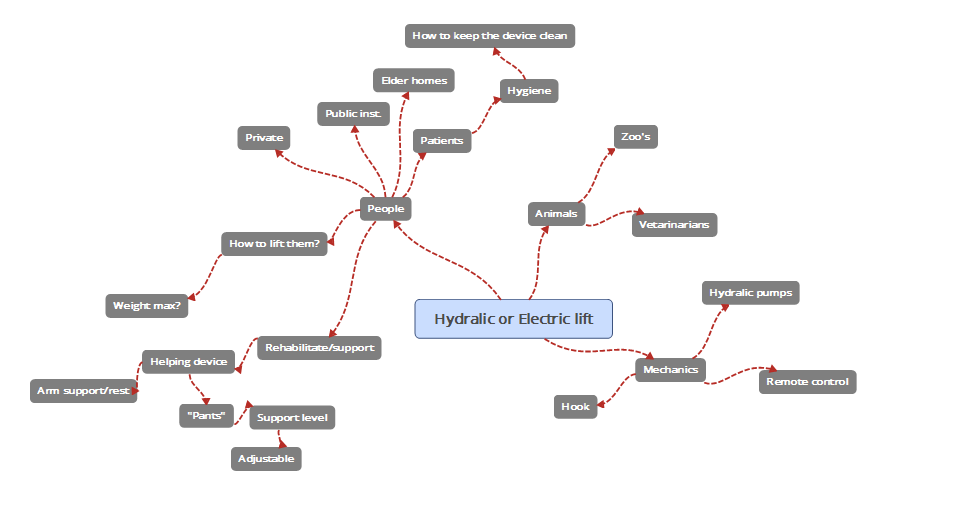 How to keep the device clean
Elder homes
Hygiene
Public inst.
Private
Patients
Zoo's
People
Animals
Vetarinarians
How to lift them?
Weight max?
Hydralic pumps
Hydralic or Electric lift
Rehabilitate/support
Helping device
Mechanics
Arm support/rest
Remote control
Hook
"Pants"
Support level
Adjustable